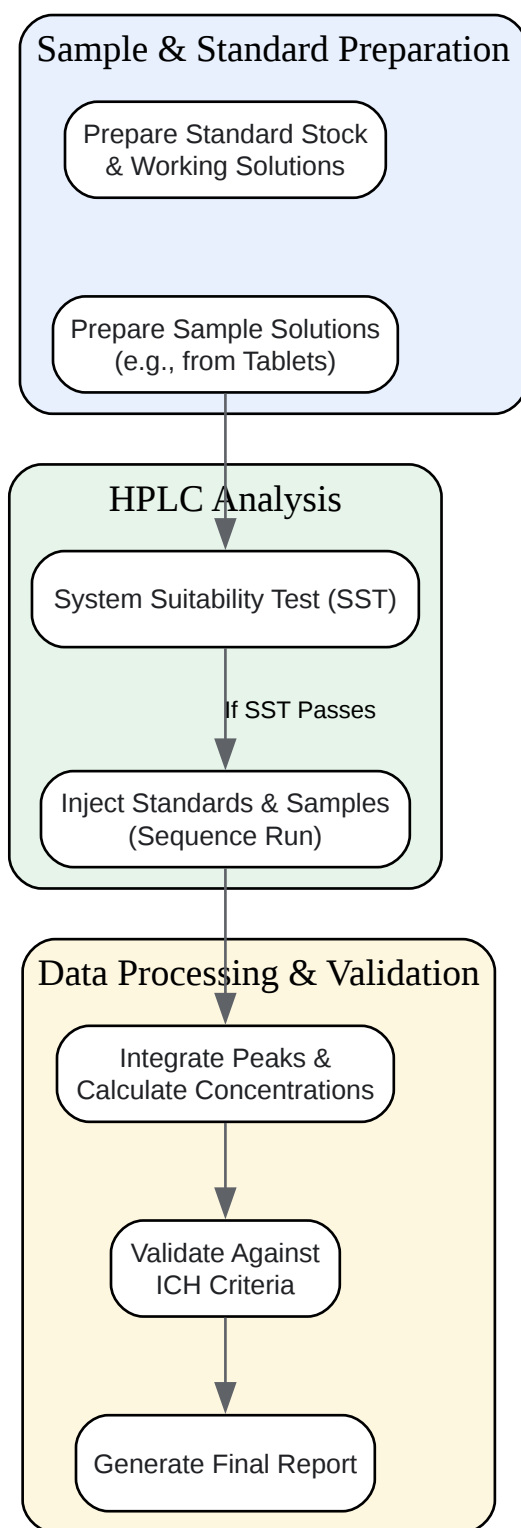 Sample & Standard Preparation
Prepare Standard Stock
& Working Solutions
Prepare Sample Solutions
(e.g., from Tablets)
HPLC Analysis
System Suitability Test (SST)
If SST Passes
Inject Standards & Samples
(Sequence Run)
Data Processing & Validation
Integrate Peaks &
Calculate Concentrations
Validate Against
ICH Criteria
Generate Final Report